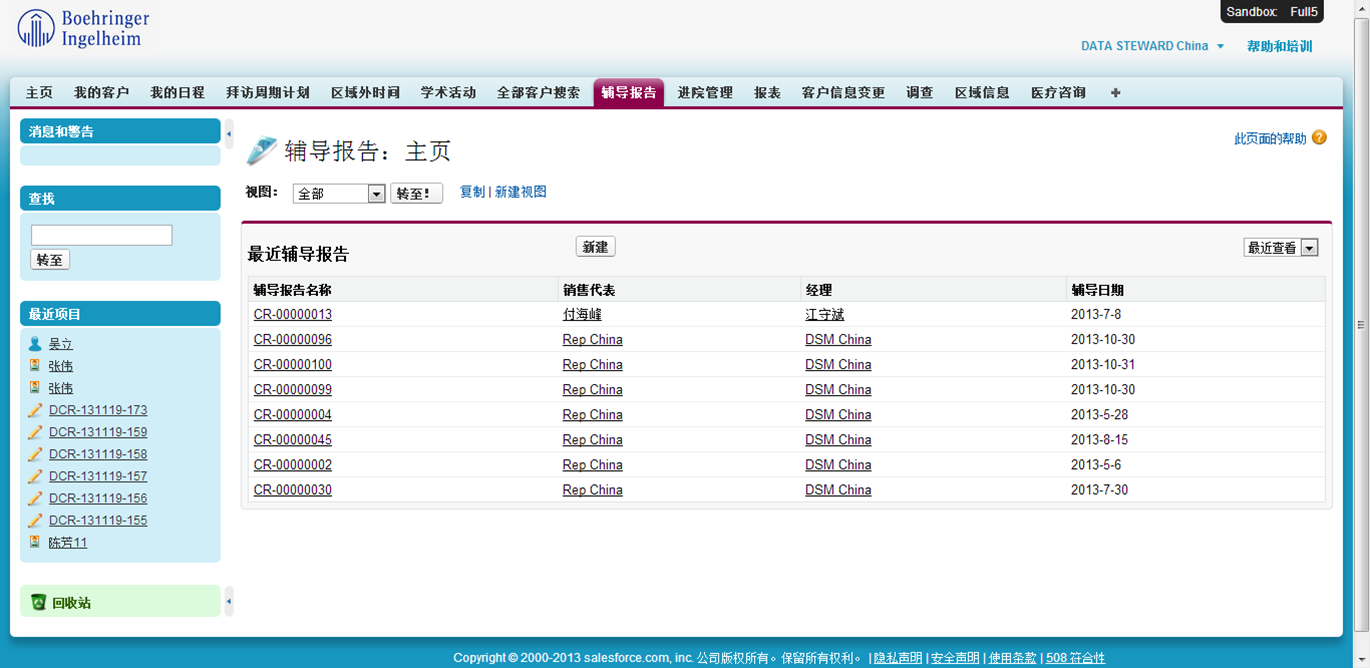 Boehringer
Ingelheim
Sandbox: Full5
DATA STEWARD China 帮助和培训
主页 我的客户 我的日程 拜访周期计划 区域外时间 学术活动 全部客户搜索 辅导报告 进院管理 报表 客户信息变更 调查 区域信息 医疗咨询 +
消息和警告
查找
转至
最近项目
吴立
张伟
张伟
DCR-131119-173
DCR-131119-159
DCR-131119-158
DCR-131119-157
DCR-131119-156
DCR-131119-155
陈芳11
回收站
辅导报告：主页
此页面的帮助 ?
视图： 全部 转至! 复制 | 新建视图
最近辅导报告 新建 最近查看
辅导报告名称 销售代表 经理 辅导日期
CR-00000013 付海峰 江守斌 2013-7-8
CR-00000096 Rep China DSM China 2013-10-30
CR-00000100 Rep China DSM China 2013-10-31
CR-00000099 Rep China DSM China 2013-10-30
CR-00000004 Rep China DSM China 2013-5-28
CR-00000045 Rep China DSM China 2013-8-15
CR-00000002 Rep China DSM China 2013-5-6
CR-00000030 Rep China DSM China 2013-7-30
Copyright © 2000-2013 salesforce.com, inc. 公司版权所有。保留所有权利。 | 隐私声明 | 安全声明 | 使用条款 | 508 符合性